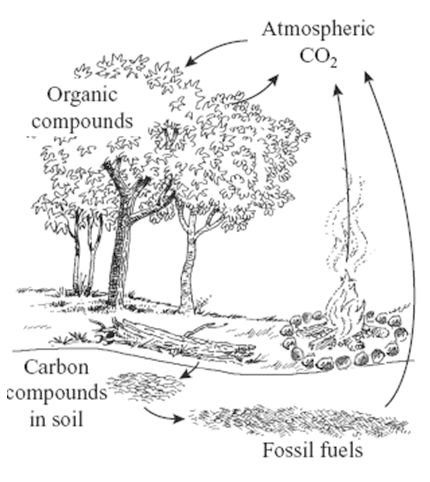 Atmospheric
CO₂
Organic
compounds
Carbon
compounds
in soil
Fossil fuels